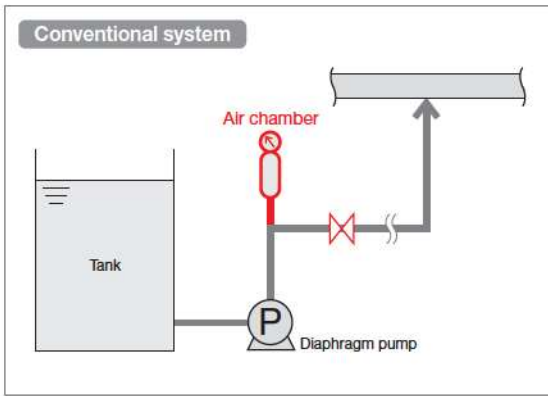 Conventional system
Air chamber
Tank
P
Diaphragm pump